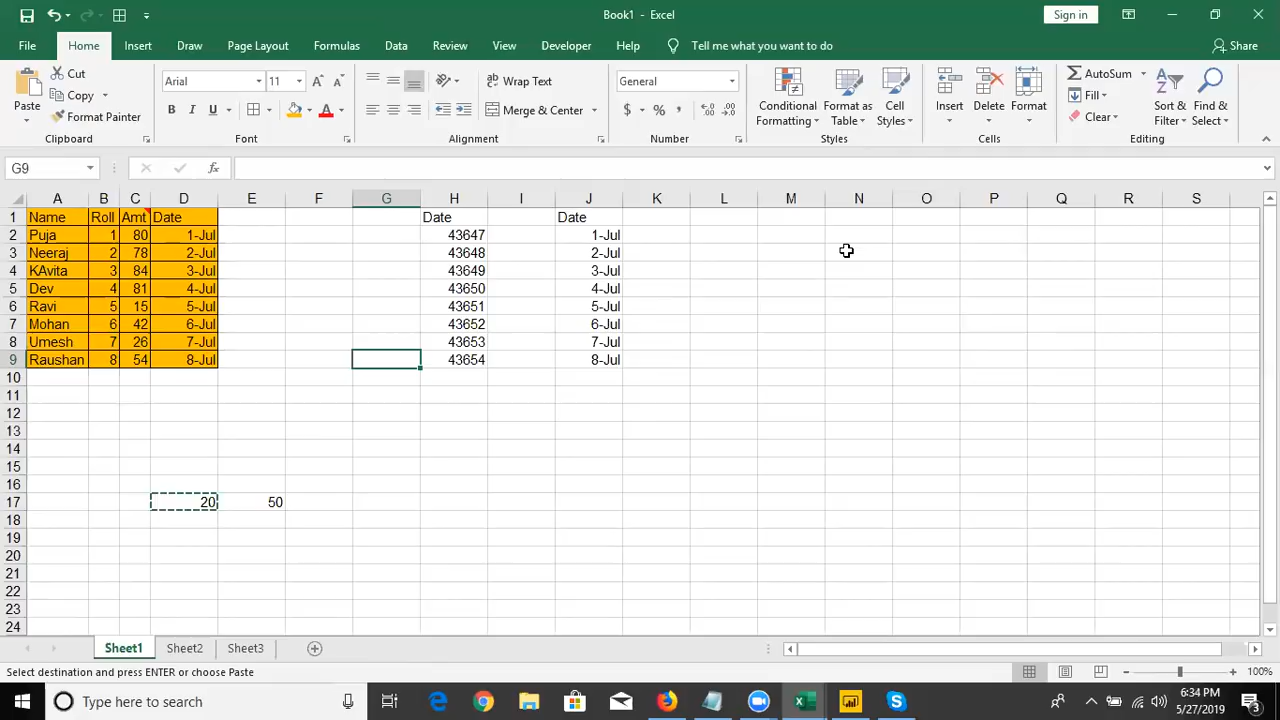 Book1 - Excel
Sign in
File Home Insert Draw Page Layout Formulas Data Review View Developer Help Tell me what you want to do Share
Paste
Cut
Copy
Format Painter
Clipboard
Arial 11
B I U
Font
Wrap Text
Merge & Center
Alignment
General
$ % ,
Number
Conditional Formatting
Format as Table
Cell Styles
Styles
Insert Delete Format
Cells
AutoSum
Fill
Clear
Sort & Filter
Find & Select
Editing
G9 fx
A B C D E F G H I J K L M N O P Q R S
1 Name Roll Amt Date Date Date
2 Puja 1 80 1-Jul 43647 1-Jul
3 Neeraj 2 78 2-Jul 43648 2-Jul
4 KAvita 3 84 3-Jul 43649 3-Jul
5 Dev 4 81 4-Jul 43650 4-Jul
6 Ravi 5 15 5-Jul 43651 5-Jul
7 Mohan 6 42 6-Jul 43652 6-Jul
8 Umesh 7 26 7-Jul 43653 7-Jul
9 Raushan 8 54 8-Jul 43654 8-Jul
10
11
12
13
14
15
16
17 20 50
18
19
20
21
22
23
24
Sheet1 Sheet2 Sheet3
Select destination and press ENTER or choose Paste
100%
Type here to search
6:34 PM
5/27/2019
3